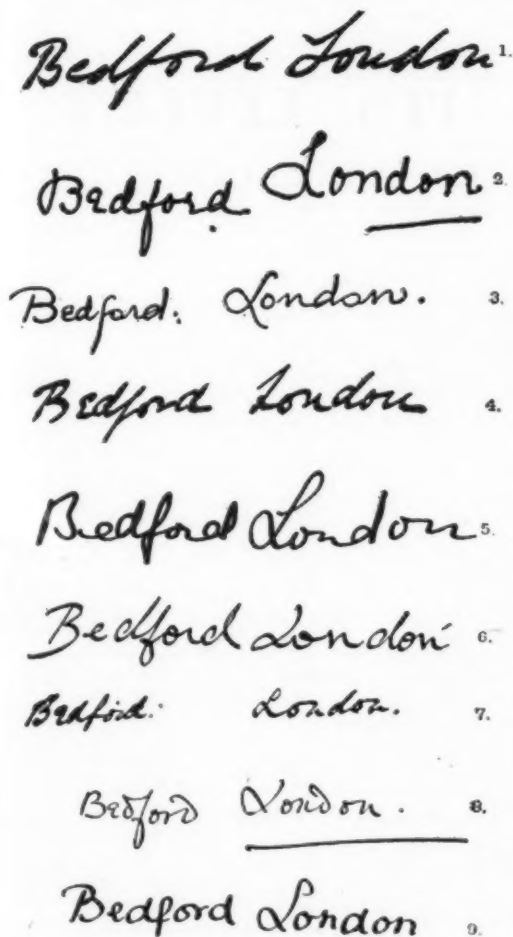 Bedford London 1.
Bedford London 2.
Bedford. London. 3.
Bedford London 4.
Bedford London 5.
Bedford London 6.
Bedford. London. 7.
Bedford London. 8.
Bedford London 9.